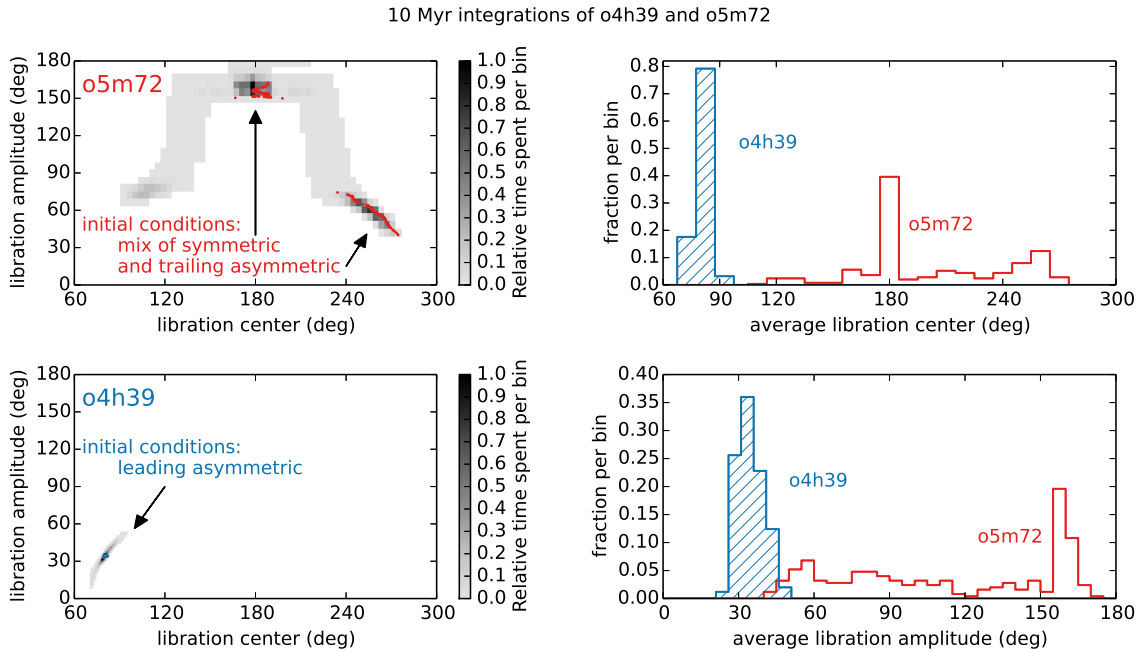 10 Myr integrations of o4h39 and o5m72
libration amplitude (deg)
180
150
120
90
60
30
0
o5m72
initial conditions:
mix of symmetric
and trailing asymmetric
60 120 180 240 300
libration center (deg)
1.0
0.9
0.8
0.7
0.6
0.5
0.4
0.3
0.2
0.1
0.0
Relative time spent per bin
fraction per bin
0.8
0.7
0.6
0.5
0.4
0.3
0.2
0.1
0.0
o4h39
o5m72
60 90 120 180 240 300
average libration center (deg)
libration amplitude (deg)
180
150
120
90
60
30
0
o4h39
initial conditions:
leading asymmetric
60 120 180 240 300
libration center (deg)
1.0
0.9
0.8
0.7
0.6
0.5
0.4
0.3
0.2
0.1
0.0
Relative time spent per bin
fraction per bin
0.40
0.35
0.30
0.25
0.20
0.15
0.10
0.05
0.00
o4h39
o5m72
0 30 60 90 120 150 180
average libration amplitude (deg)